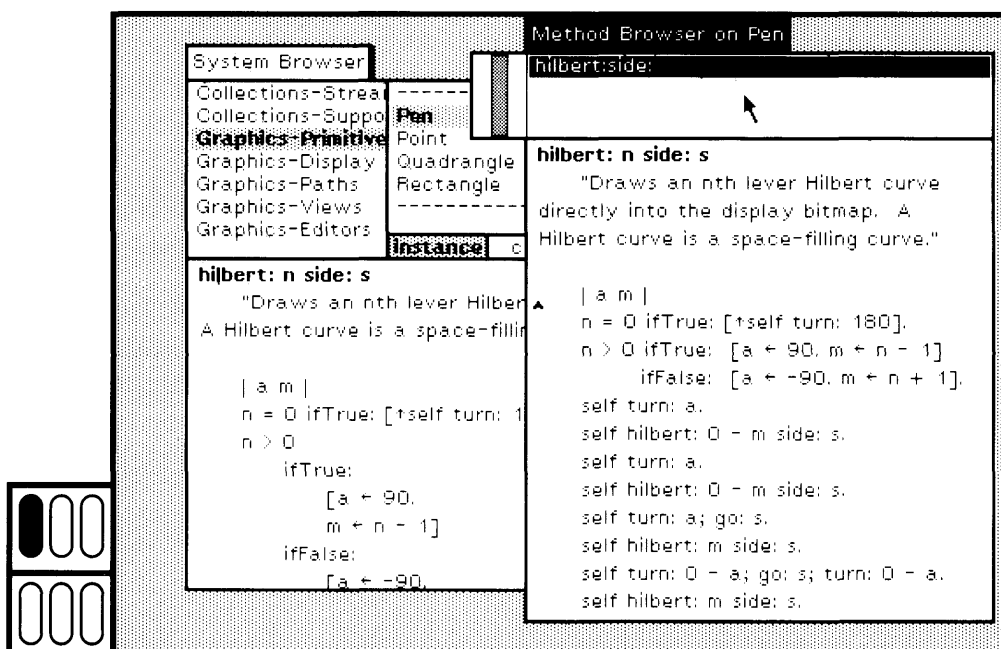 System Browser
Collections-Strea
Collections-Suppo
Graphics-Primitive
Graphics-Display
Graphics-Paths
Graphics-Views
Graphics-Editors
-------
Pen
Point
Quadrangle
Rectangle
-------
Instance c
hilbert: n side: s
"Draws an nth lever Hilber
A Hilbert curve is a space-fillin
| a m |
n = 0 ifTrue: [↑self turn: 1
n > 0
ifTrue:
[a ← 90.
m ← n - 1]
ifFalse:
[a ← -90.
Method Browser on Pen
hilbert:side:
hilbert: n side: s
"Draws an nth lever Hilbert curve
directly into the display bitmap. A
Hilbert curve is a space-filling curve."
| a m |
n = 0 ifTrue: [↑self turn: 180].
n > 0 ifTrue: [a ← 90. m ← n - 1]
ifFalse: [a ← -90. m ← n + 1].
self turn: a.
self hilbert: 0 - m side: s.
self turn: a.
self hilbert: 0 - m side: s.
self turn: a; go: s.
self hilbert: m side: s.
self turn: 0 - a; go: s; turn: 0 - a.
self hilbert: m side: s.